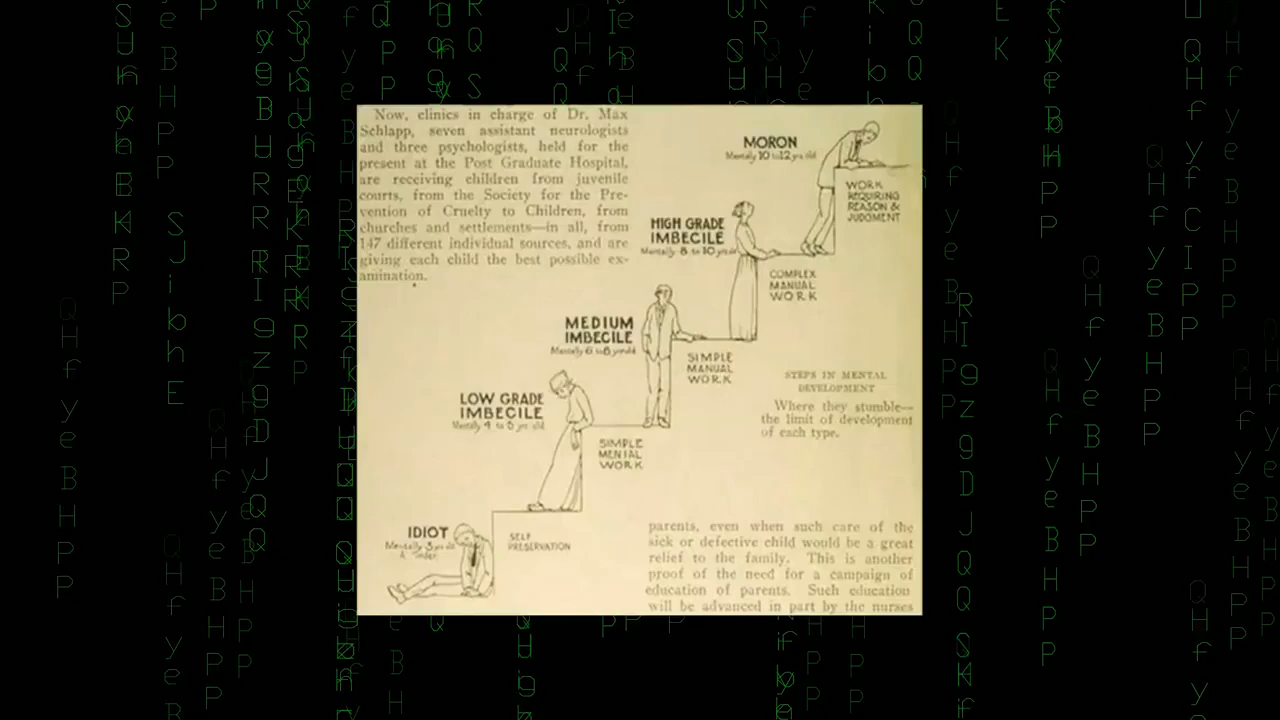 Now, clinics in charge of Dr. Max
Schlapp, seven assistant neurologists
and three psychologists, held for the
present at the Post Graduate Hospital,
are receiving children from juvenile
courts, from the Society for the Pre-
vention of Cruelty to Children, from
churches and settlements—in all, from
147 different individual sources, and are
giving each child the best possible ex-
amination.
MORON
Mentally 10 to 12 yrs old
WORK
REQUIRING
REASON &
JUDGMENT
HIGH GRADE
IMBECILE
Mentally 8 to 10 yrs old
COMPLEX
MANUAL
WORK
MEDIUM
IMBECILE
Mentally 6 to 8 yrs old
SIMPLE
MANUAL
WORK
LOW GRADE
IMBECILE
Mentally 4 to 5 yrs old
SIMPLE
MENIAL
WORK
IDIOT
Mentally 3 yrs old
& under
SELF
PRESERVATION
STEPS IN MENTAL
DEVELOPMENT
Where they stumble—
the limit of development
of each type.
parents, even when such care of the
sick or defective child would be a great
relief to the family. This is another
proof of the need for a campaign of
education of parents. Such education
will be advanced in part by the nurses